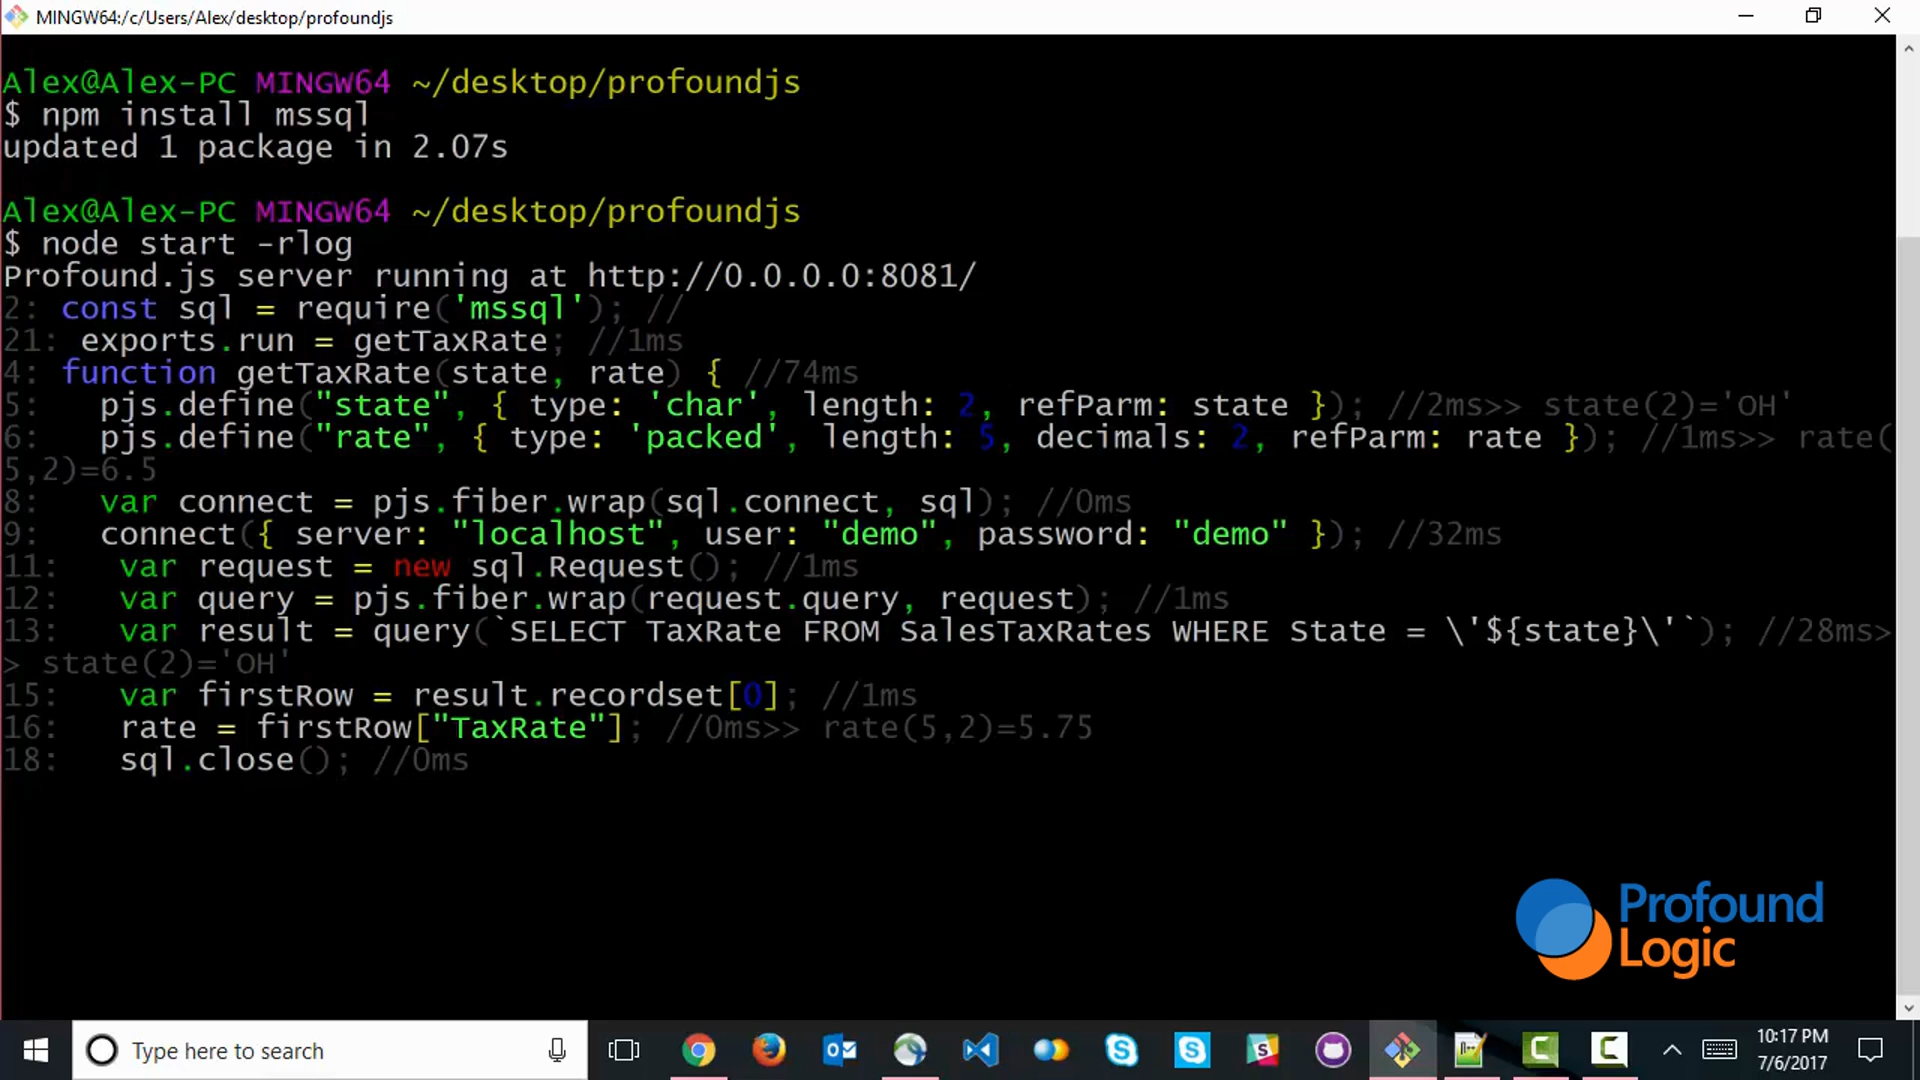 MINGW64:/c/Users/Alex/desktop/profoundjs
Alex@Alex-PC MINGW64 ~/desktop/profoundjs
$ npm install mssql
updated 1 package in 2.07s
Alex@Alex-PC MINGW64 ~/desktop/profoundjs
$ node start -rlog
Profound.js server running at http://0.0.0.0:8081/
2: const sql = require('mssql'); //
21: exports.run = getTaxRate; //1ms
4: function getTaxRate(state, rate) { //74ms
5: pjs.define("state", { type: 'char', length: 2, refParm: state }); //2ms>> state(2)='OH'
6: pjs.define("rate", { type: 'packed', length: 5, decimals: 2, refParm: rate }); //1ms>> rate(
5,2)=6.5
8: var connect = pjs.fiber.wrap(sql.connect, sql); //0ms
9: connect({ server: "localhost", user: "demo", password: "demo" }); //32ms
11: var request = new sql.Request(); //1ms
12: var query = pjs.fiber.wrap(request.query, request); //1ms
13: var result = query(`SELECT TaxRate FROM SalesTaxRates WHERE State = \'${state}\'`); //28ms>
> state(2)='OH'
15: var firstRow = result.recordset[0]; //1ms
16: rate = firstRow["TaxRate"]; //0ms>> rate(5,2)=5.75
18: sql.close(); //0ms
Profound
Logic
Type here to search
10:17 PM
7/6/2017